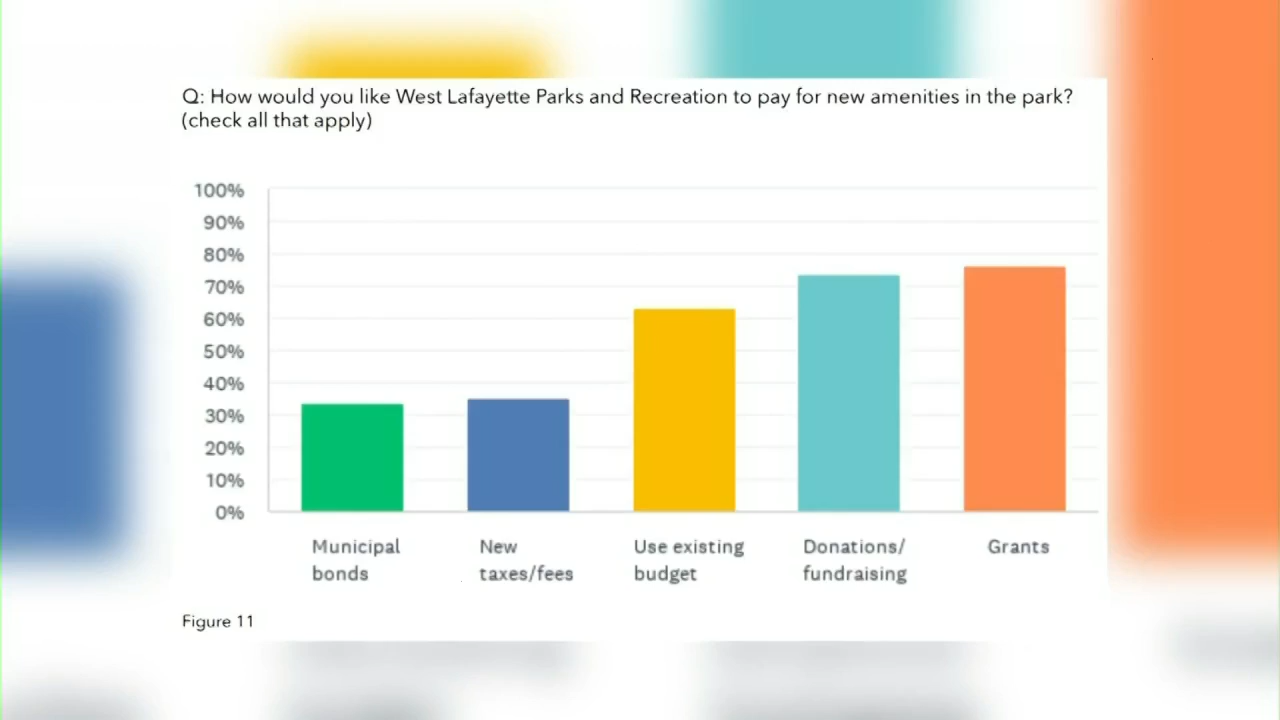 Q: How would you like West Lafayette Parks and Recreation to pay for new amenities in the park?
(check all that apply)
100%
90%
80%
70%
60%
50%
40%
30%
20%
10%
0%
Municipal
bonds
New
taxes/fees
Use existing
budget
Donations/
fundraising
Grants
Figure 11